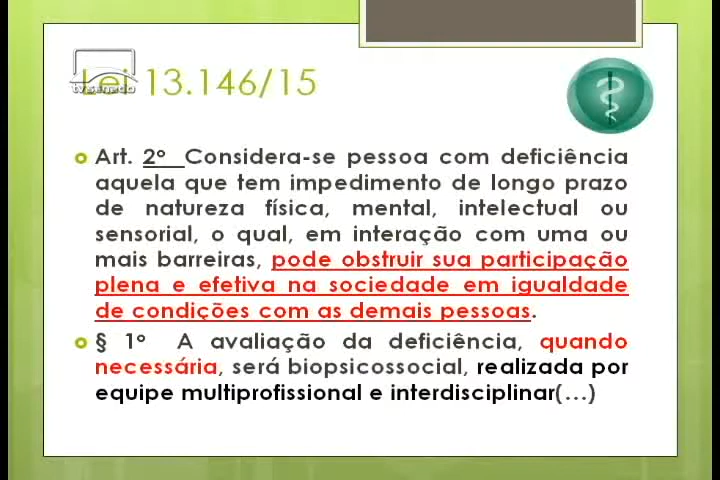 Lei 13.146/15
tv senado
Art. 2º Considera-se pessoa com deficiência
aquela que tem impedimento de longo prazo
de natureza física, mental, intelectual ou
sensorial, o qual, em interação com uma ou
mais barreiras, pode obstruir sua participação
plena e efetiva na sociedade em igualdade
de condições com as demais pessoas.
§ 1º A avaliação da deficiência, quando
necessária, será biopsicossocial, realizada por
equipe multiprofissional e interdisciplinar(...)